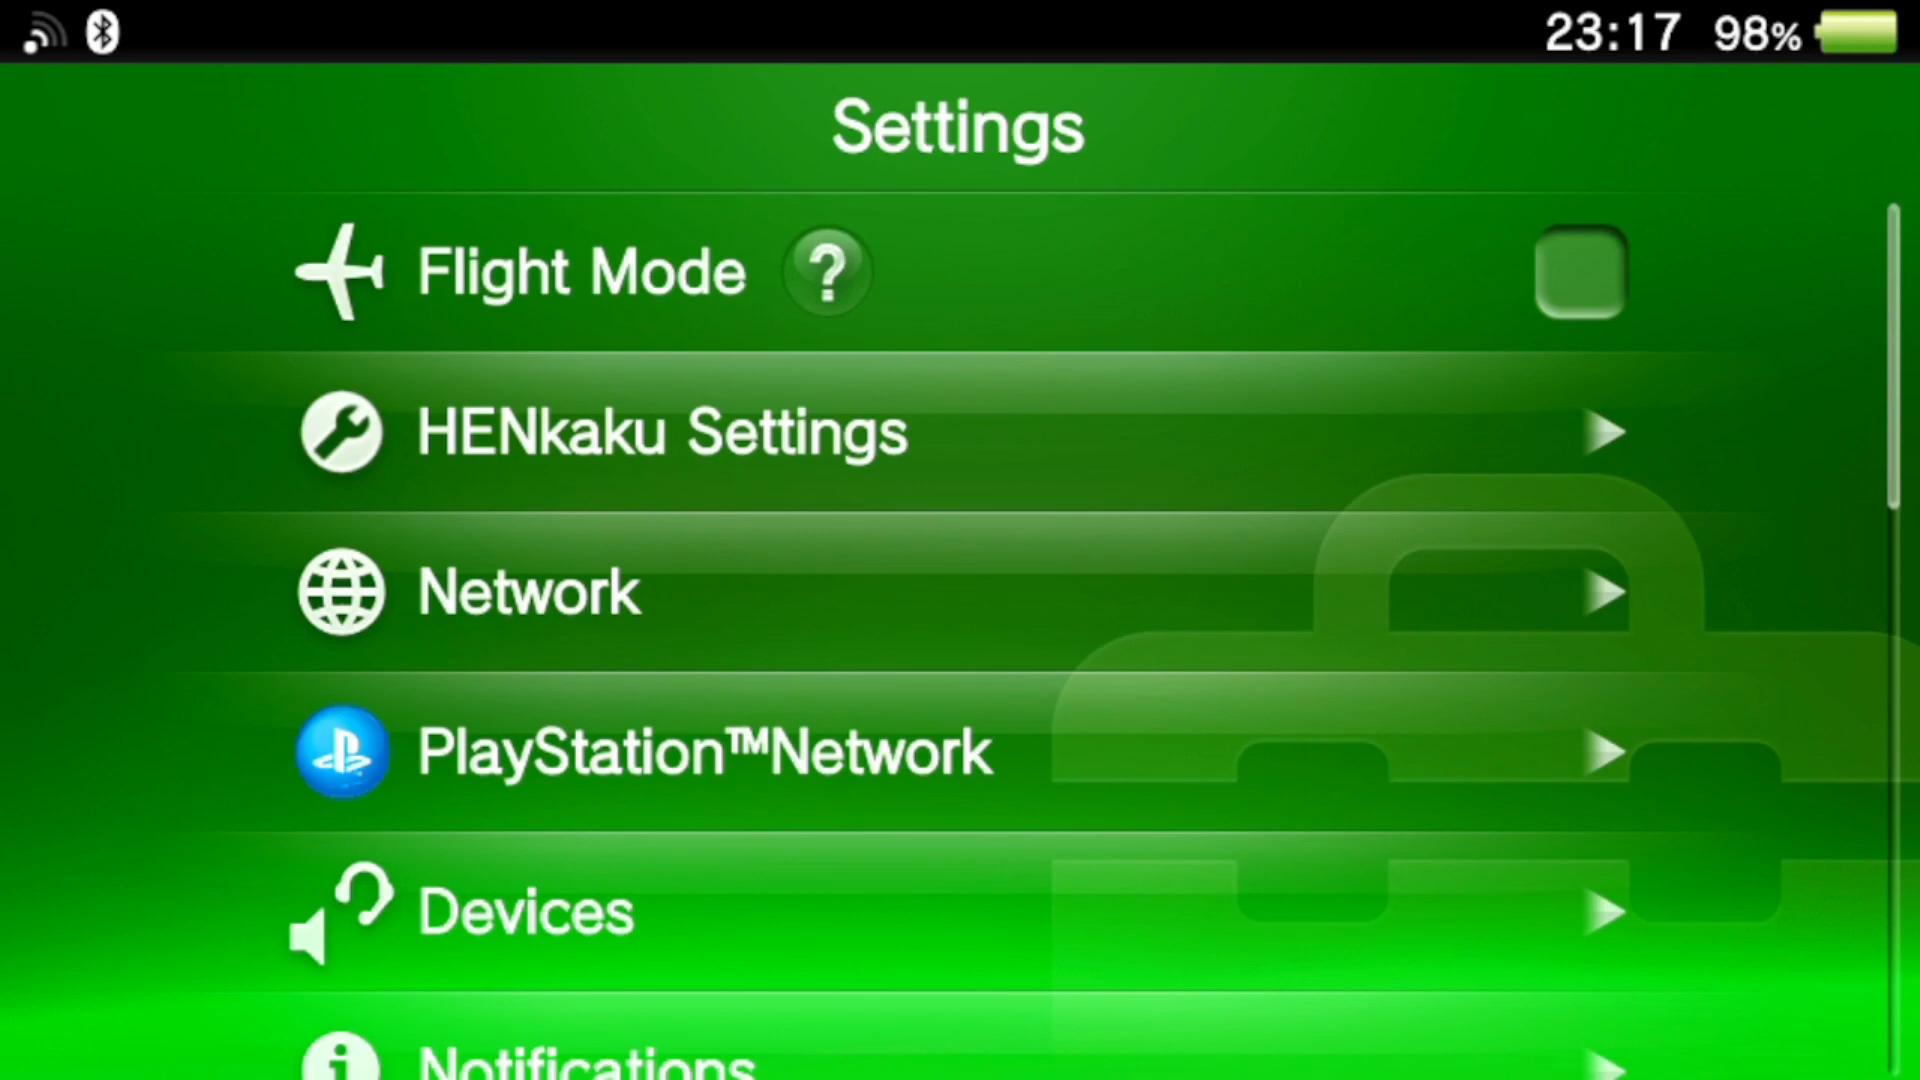 23:17 98%
Settings
Flight Mode ?
HENkaku Settings
Network
PlayStation™Network
Devices
Notifications